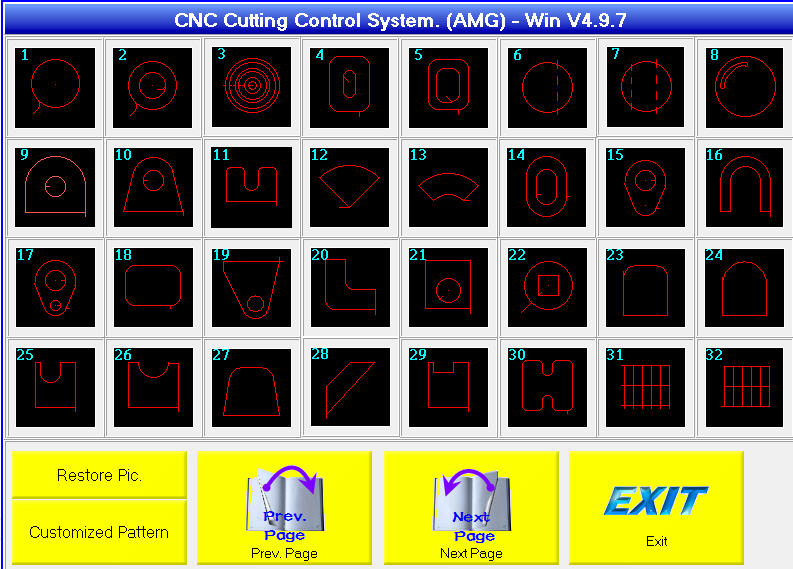 CNC Cutting Control System. (AMG) - Win V4.9.7
1 2 3 4 5 6 7 8
9 10 11 12 13 14 15 16
17 18 19 20 21 22 23 24
25 26 27 28 29 30 31 32
Restore Pic.
Customized Pattern
Prev.
Page
Prev. Page
Next
Page
Next Page
EXIT
Exit